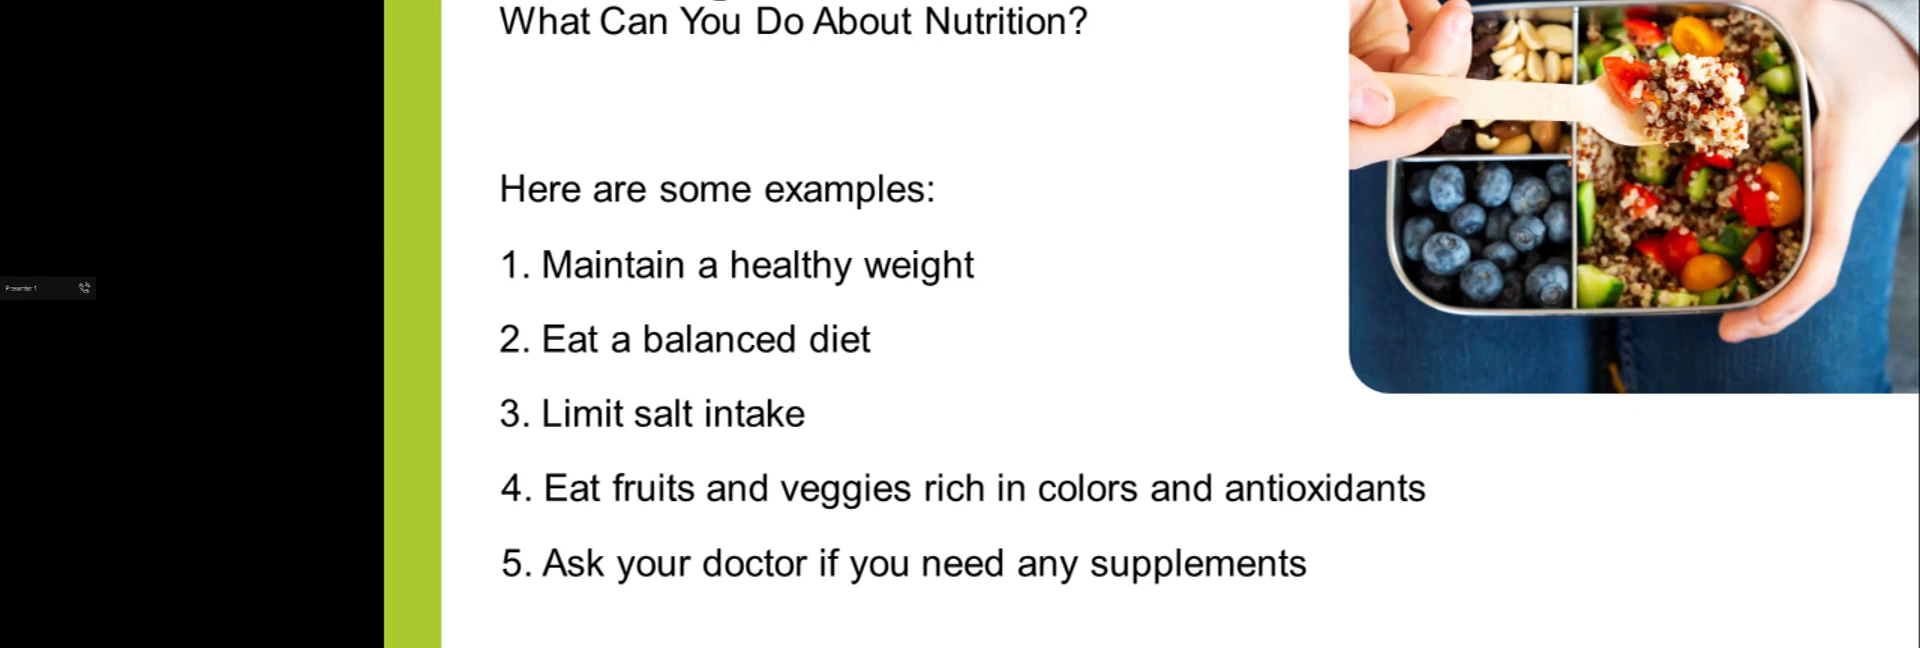 What Can You Do About Nutrition?
Here are some examples:
1. Maintain a healthy weight
2. Eat a balanced diet
3. Limit salt intake
4. Eat fruits and veggies rich in colors and antioxidants
5. Ask your doctor if you need any supplements
Presenter 1